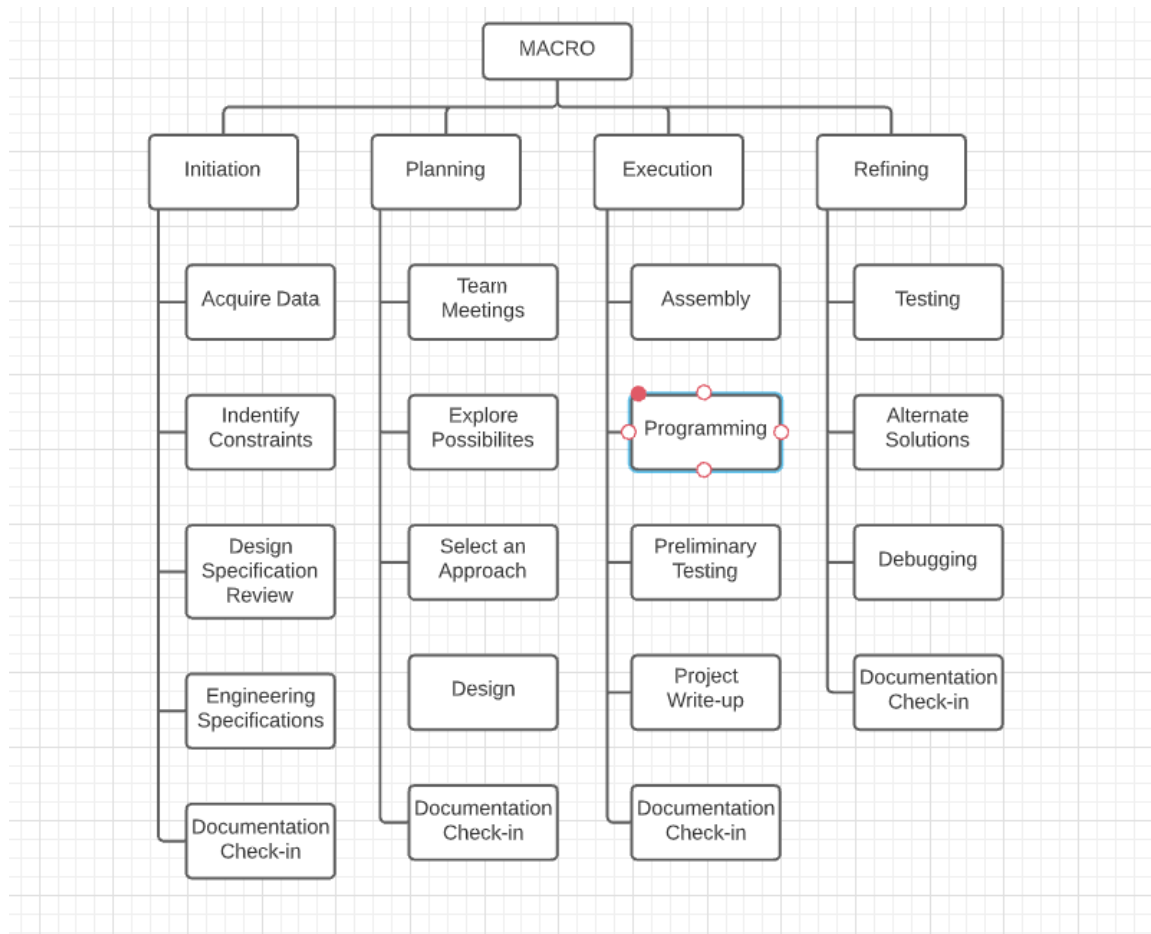 MACRO
Initiation
Planning
Execution
Refining
Acquire Data
Team
Meetings
Assembly
Testing
Indentify
Constraints
Explore
Possibilites
Programming
Alternate
Solutions
Design
Specification
Review
Select an
Approach
Preliminary
Testing
Debugging
Engineering
Specifications
Design
Project
Write-up
Documentation
Check-in
Documentation
Check-in
Documentation
Check-in
Documentation
Check-in